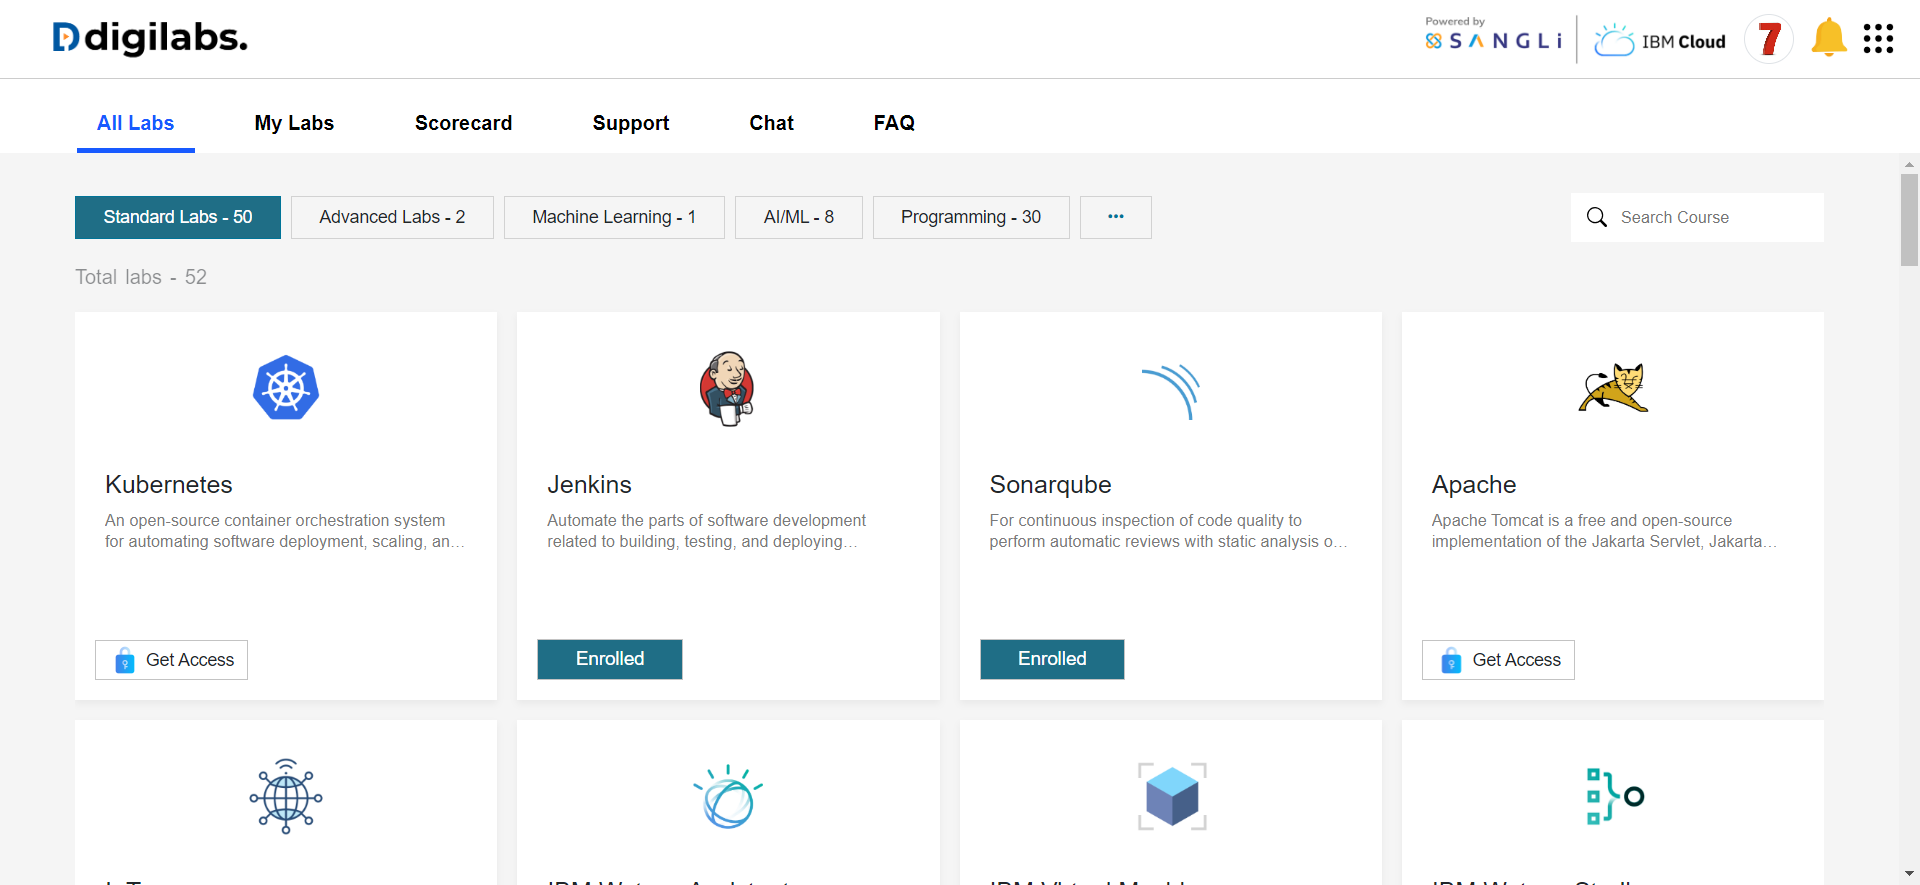 digilabs.
Powered by
SANGLi
IBM Cloud
7
All Labs
My Labs
Scorecard
Support
Chat
FAQ
Standard Labs - 50
Advanced Labs - 2
Machine Learning - 1
AI/ML - 8
Programming - 30
...
Search Course
Total labs - 52
Kubernetes
An open-source container orchestration system
for automating software deployment, scaling, an...
Get Access
Jenkins
Automate the parts of software development
related to building, testing, and deploying...
Enrolled
Sonarqube
For continuous inspection of code quality to
perform automatic reviews with static analysis o...
Enrolled
Apache
Apache Tomcat is a free and open-source
implementation of the Jakarta Servlet, Jakarta...
Get Access